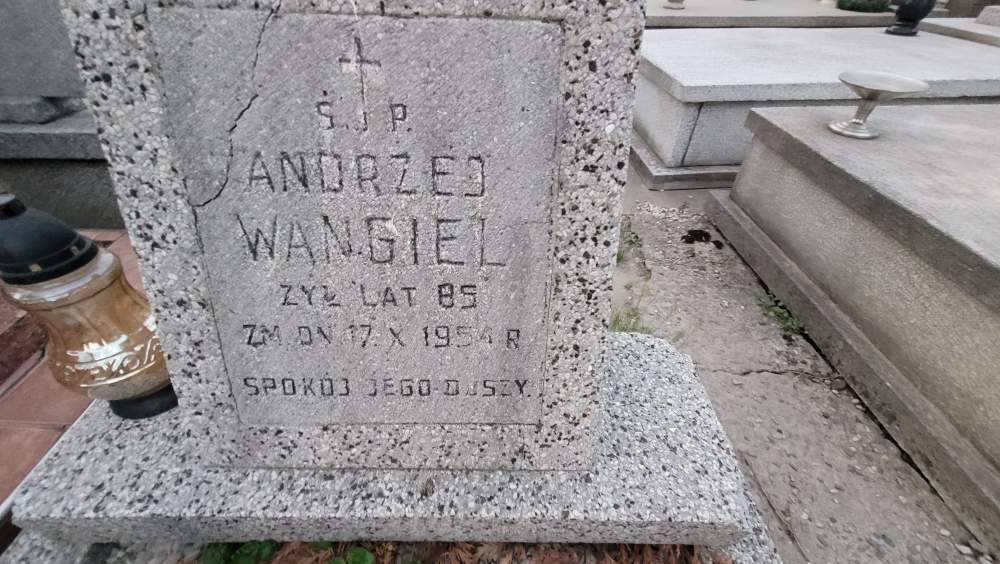 Ś.J P.
ANDRZEJ
WANGIEL
ŻYŁ LAT 85
ZM. DN 17 X 1954 R
SPOKÓJ JEGO DUSZY.